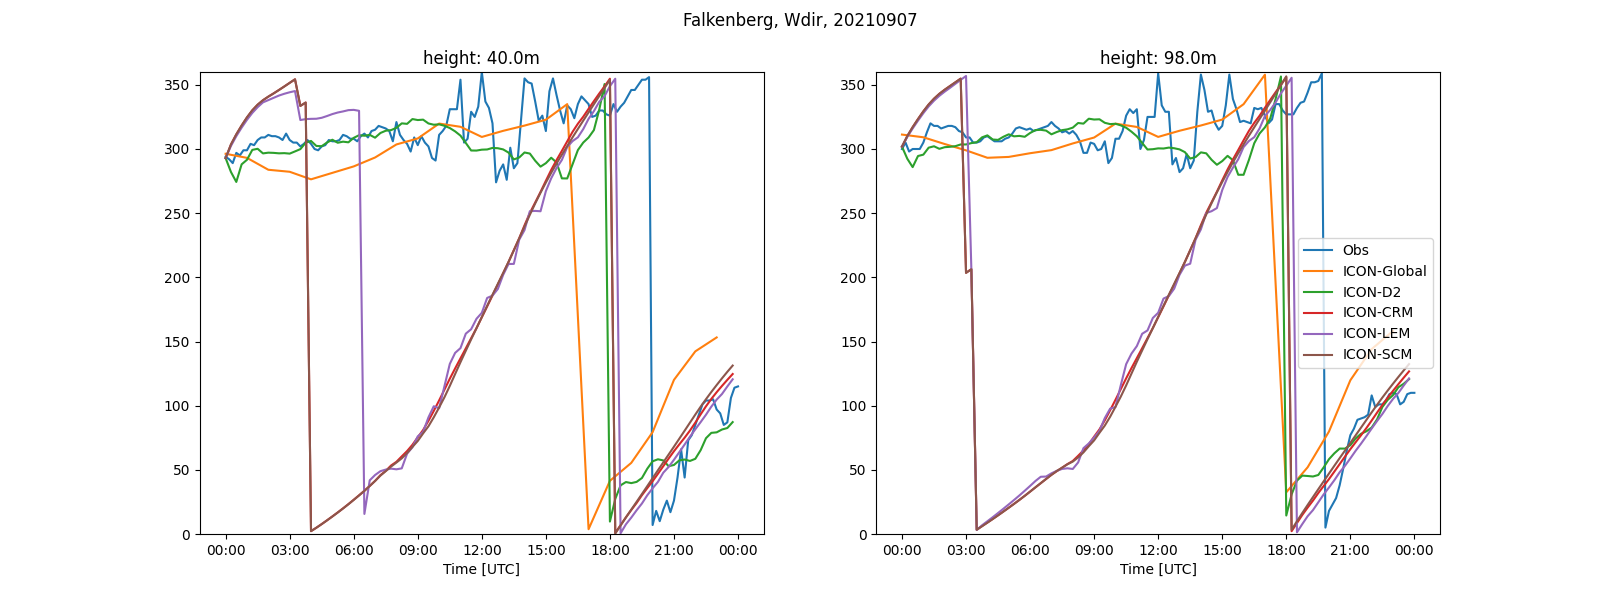 Falkenberg, Wdir, 20210907
height: 40.0m
350
300
250
200
150
100
50
0
00:00 03:00 06:00 09:00 12:00 15:00 18:00 21:00 00:00
Time [UTC]
height: 98.0m
350
300
250
200
150
100
50
0
Obs
ICON-Global
ICON-D2
ICON-CRM
ICON-LEM
ICON-SCM
00:00 03:00 06:00 09:00 12:00 15:00 18:00 21:00 00:00
Time [UTC]